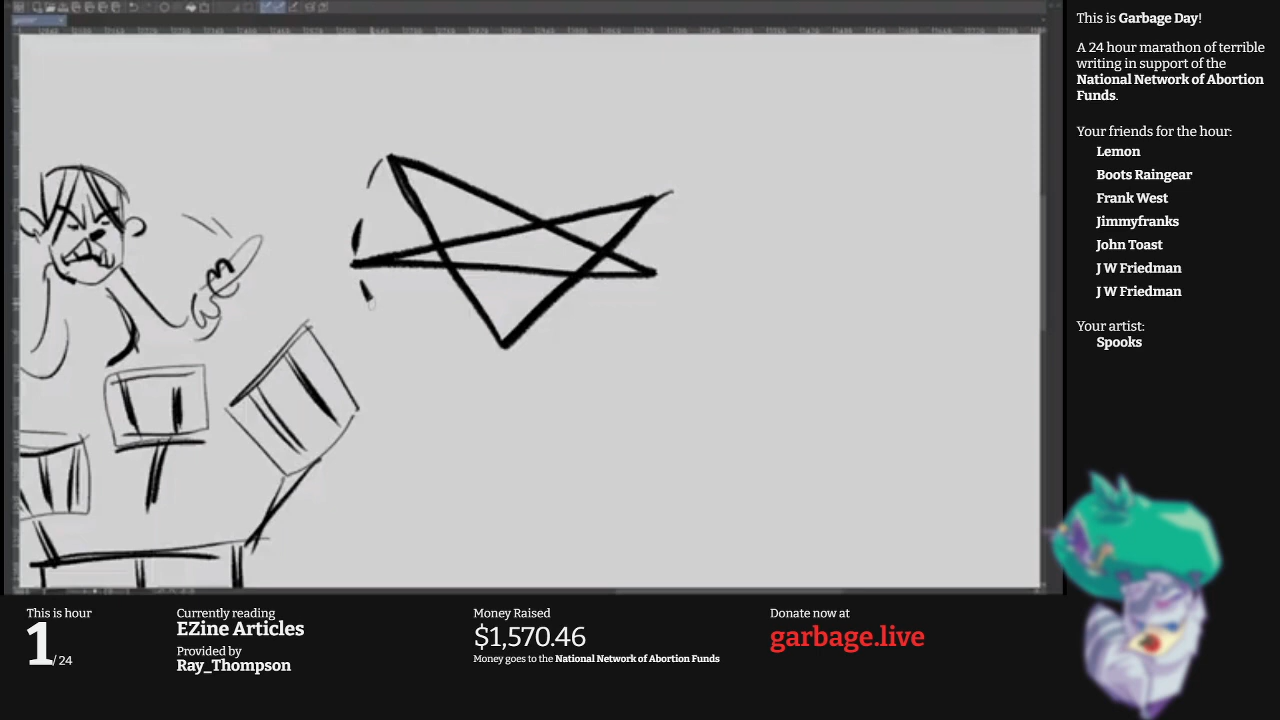 This is Garbage Day!
A 24 hour marathon of terrible
writing in support of the
National Network of Abortion
Funds.
Your friends for the hour:
Lemon
Boots Raingear
Frank West
Jimmyfranks
John Toast
J W Friedman
J W Friedman
Your artist:
Spooks
This is hour
1 / 24
Currently reading
EZine Articles
Provided by
Ray_Thompson
Money Raised
$1,570.46
Money goes to the National Network of Abortion Funds
Donate now at
garbage.live